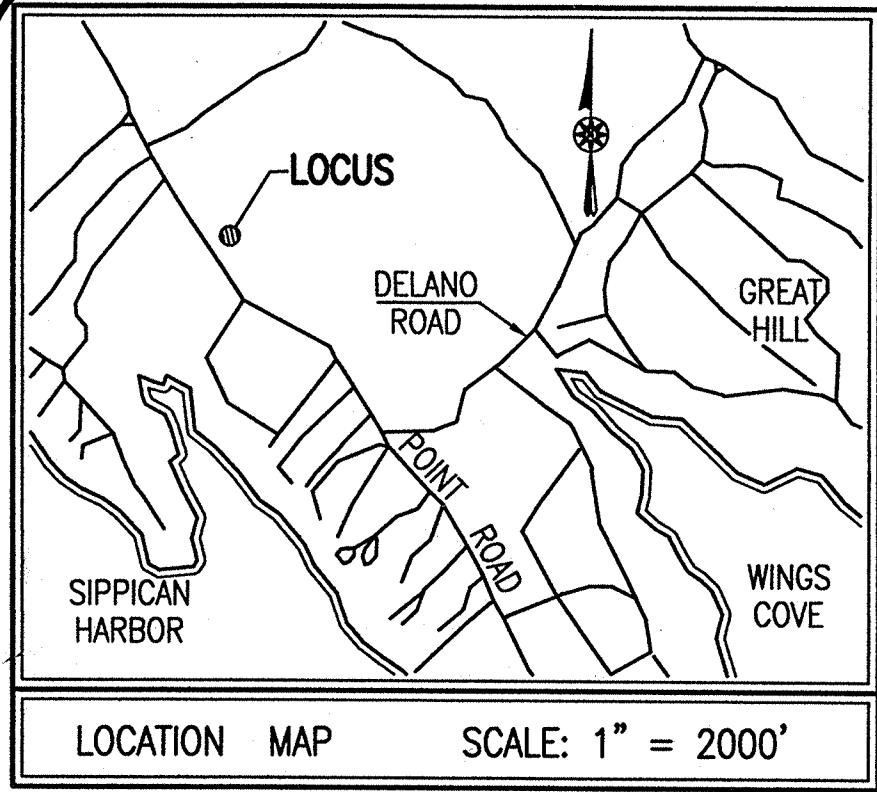 LOCUS
DELANO
ROAD
GREAT
HILL
POINT
ROAD
SIPPICAN
HARBOR
WINGS
COVE
LOCATION MAP SCALE: 1" = 2000'